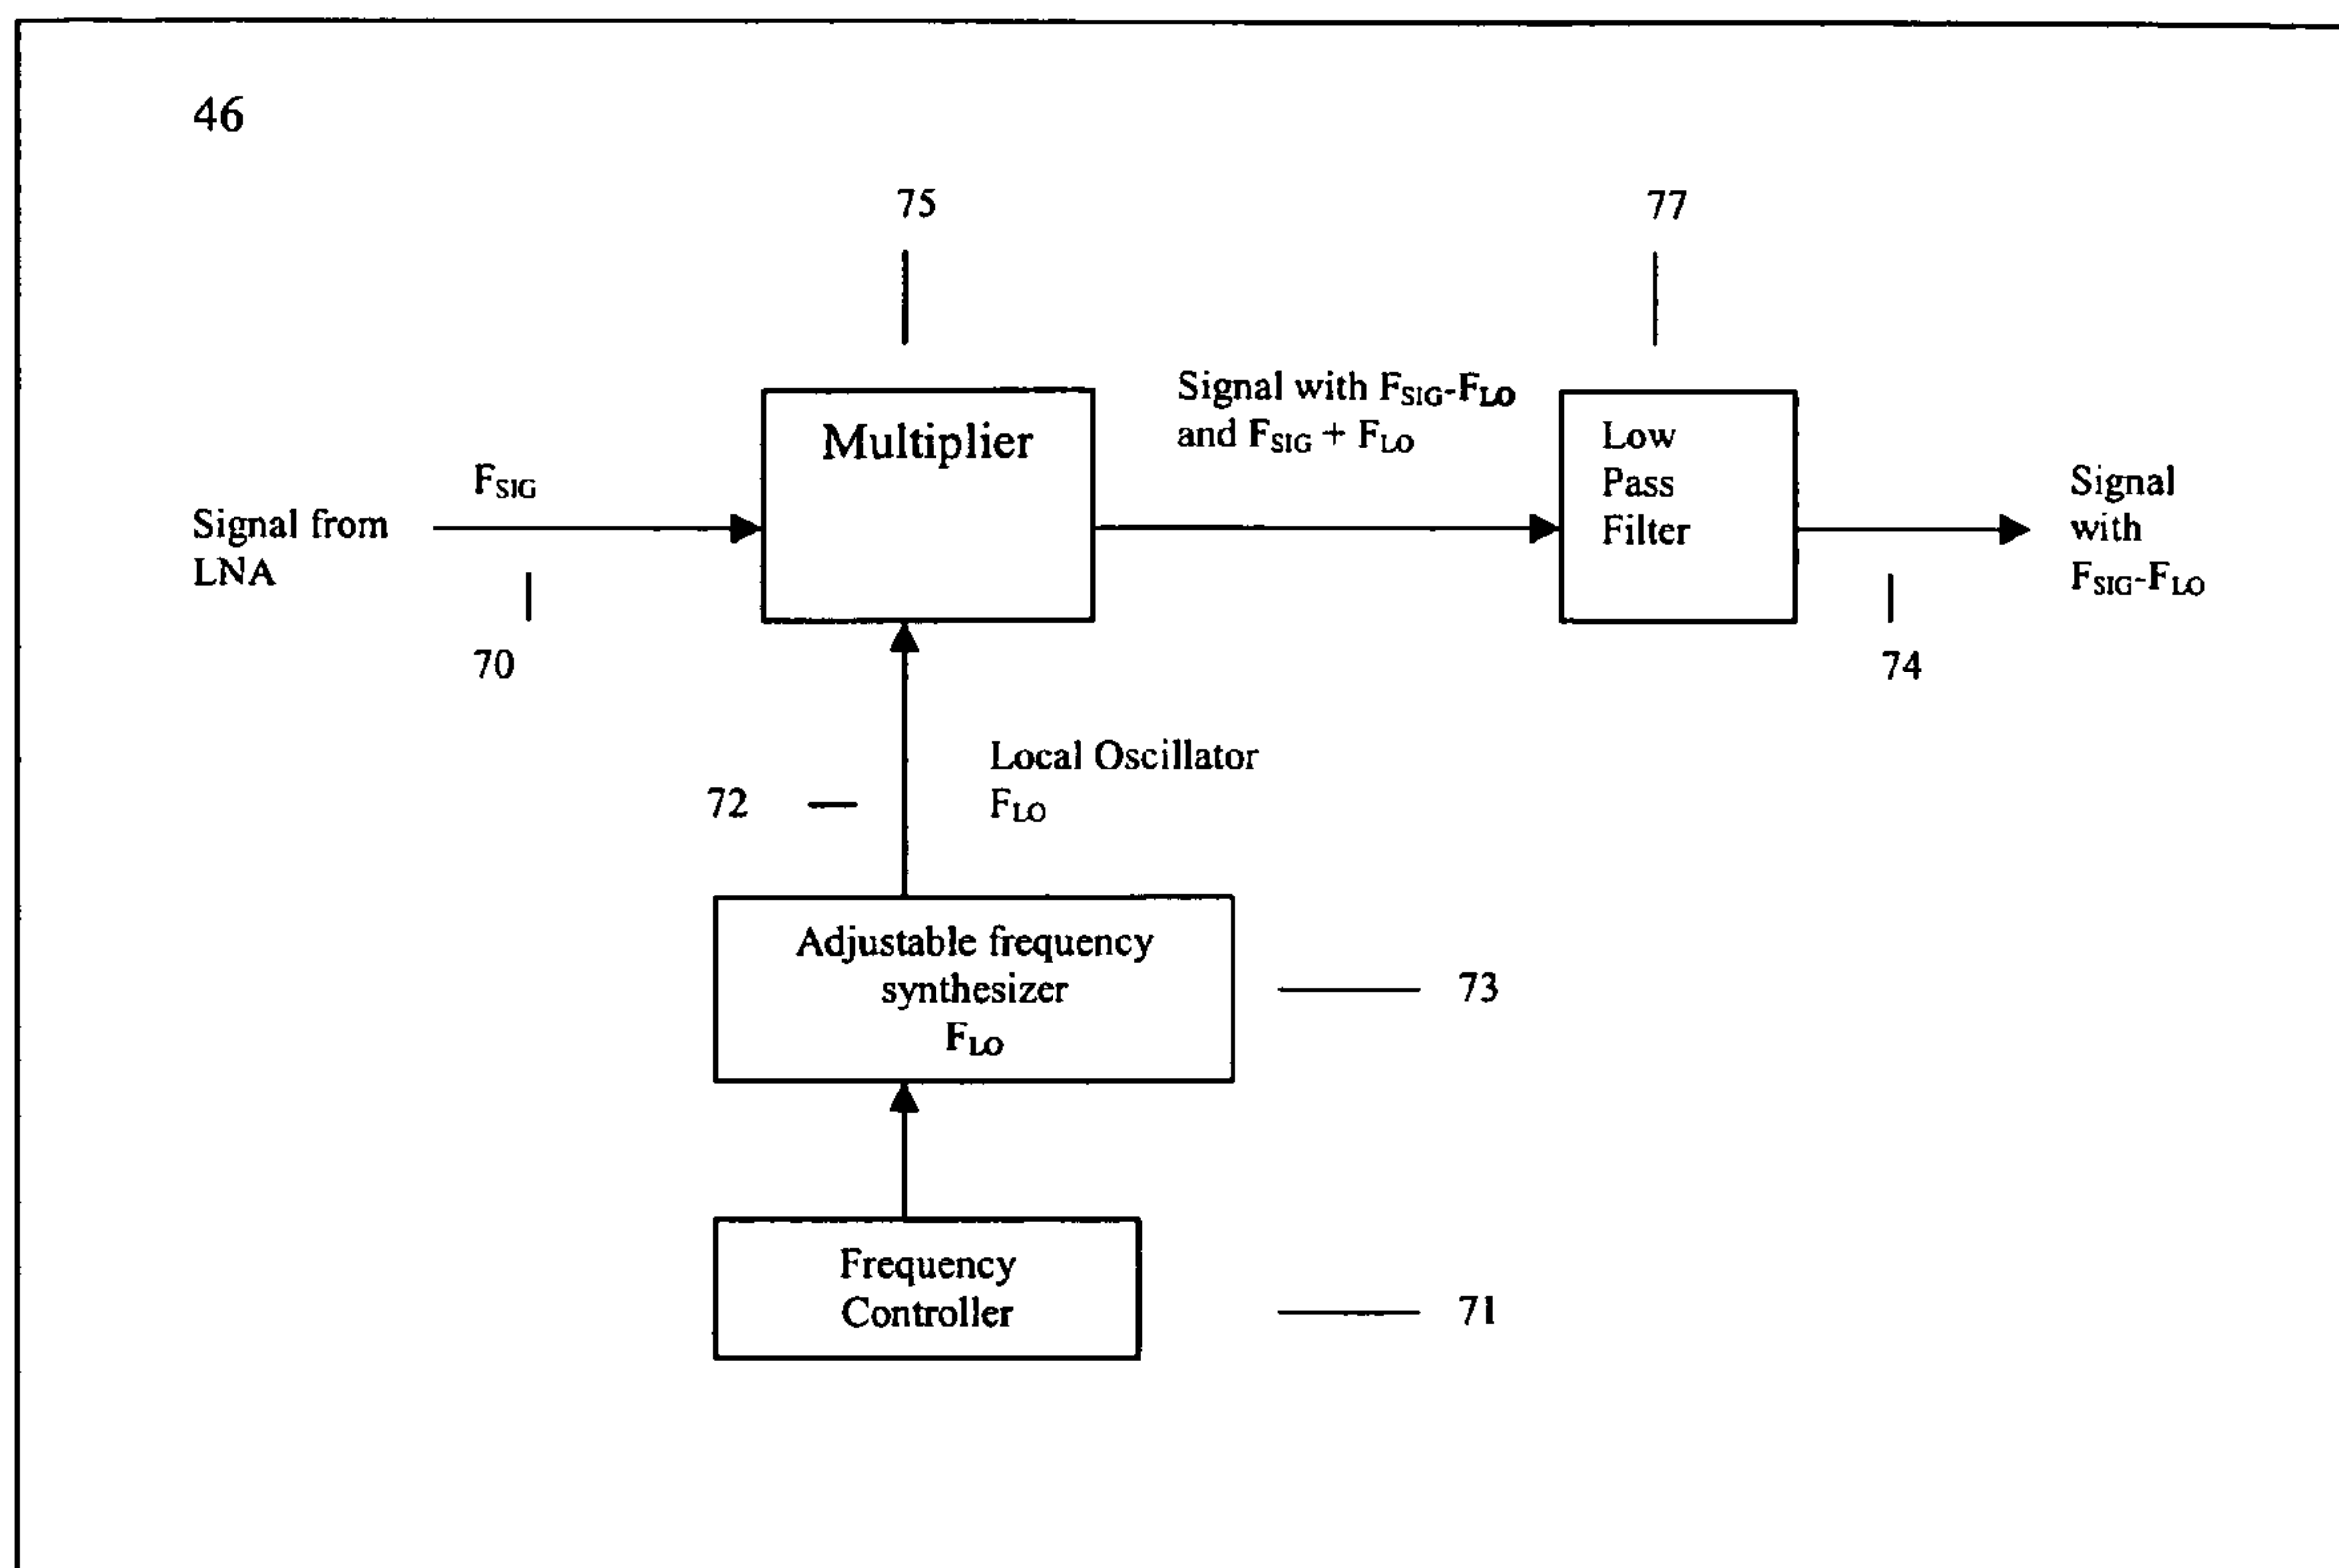 46
75
77
Multiplier
Signal with FSIG-FLO
and FSIG + FLO
Low
Pass
Filter
FSIG
Signal from
LNA
70
Signal
with
FSIG-FLO
74
72
Local Oscillator
FLO
Adjustable frequency
synthesizer
FLO
73
Frequency
Controller
71